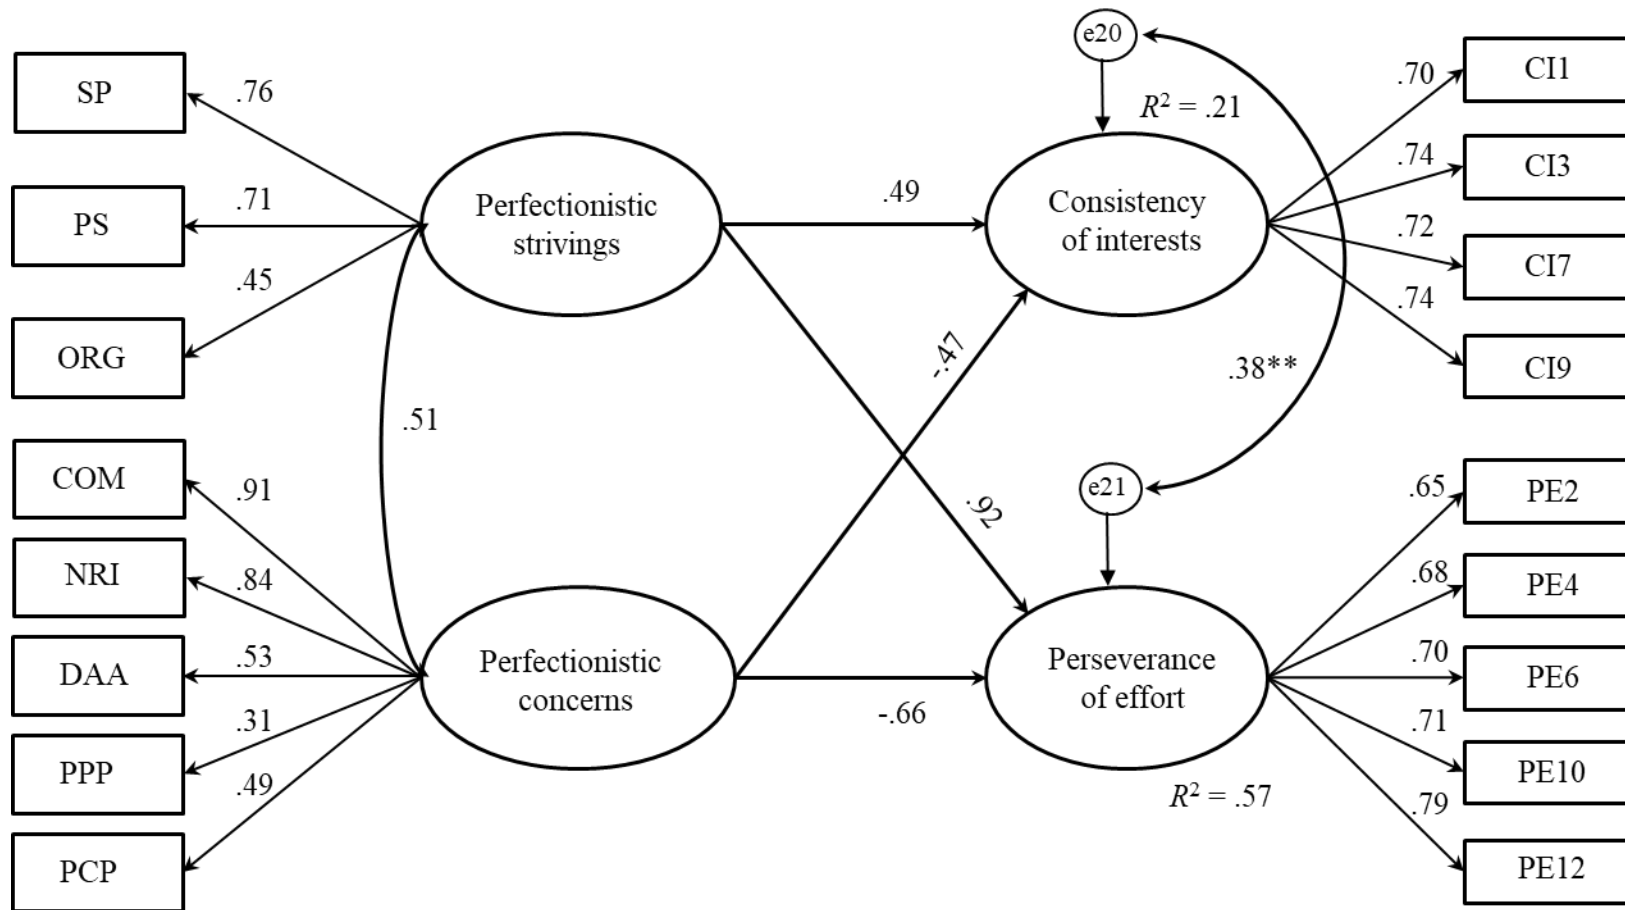 SP
PS
ORG
COM
NRI
DAA
PPP
PCP
.76
.71
.45
.51
.91
.84
.53
.31
.49
Perfectionistic
strivings
Perfectionistic
concerns
.49
-.47
.92
-.66
e20
R² = .21
Consistency
of interests
.38**
e21
Perseverance
of effort
R² = .57
.70
.74
.72
.74
.65
.68
.70
.71
.79
CI1
CI3
CI7
CI9
PE2
PE4
PE6
PE10
PE12